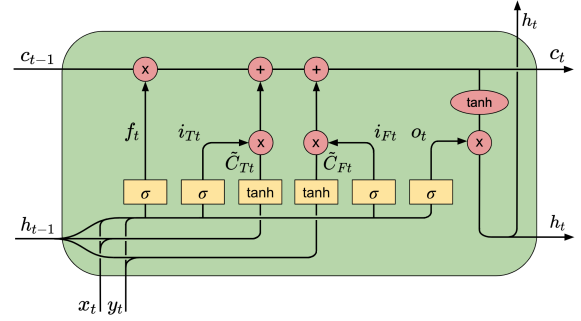 h_t
c_{t-1} x + + c_t
tanh
f_t i_{Tt} x x i_{Ft} o_t x
C̃_{Tt} C̃_{Ft}
σ σ tanh tanh σ σ
h_{t-1} h_t
x_t y_t